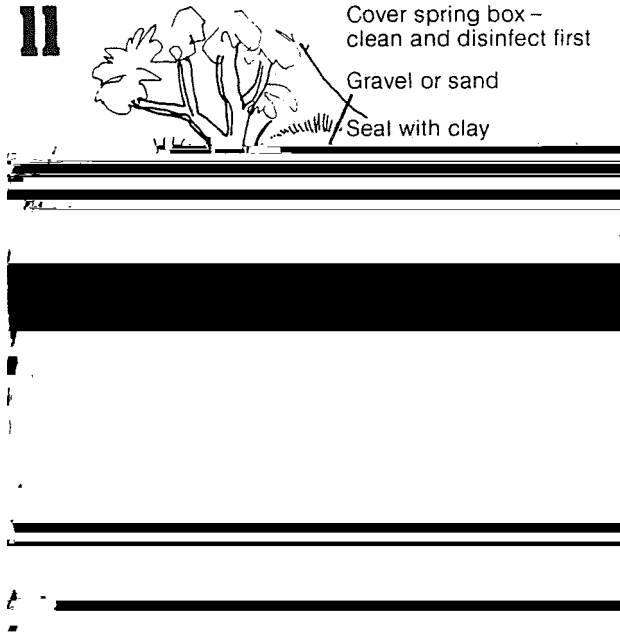 11
Cover spring box –
clean and disinfect first
Gravel or sand
Seal with clay